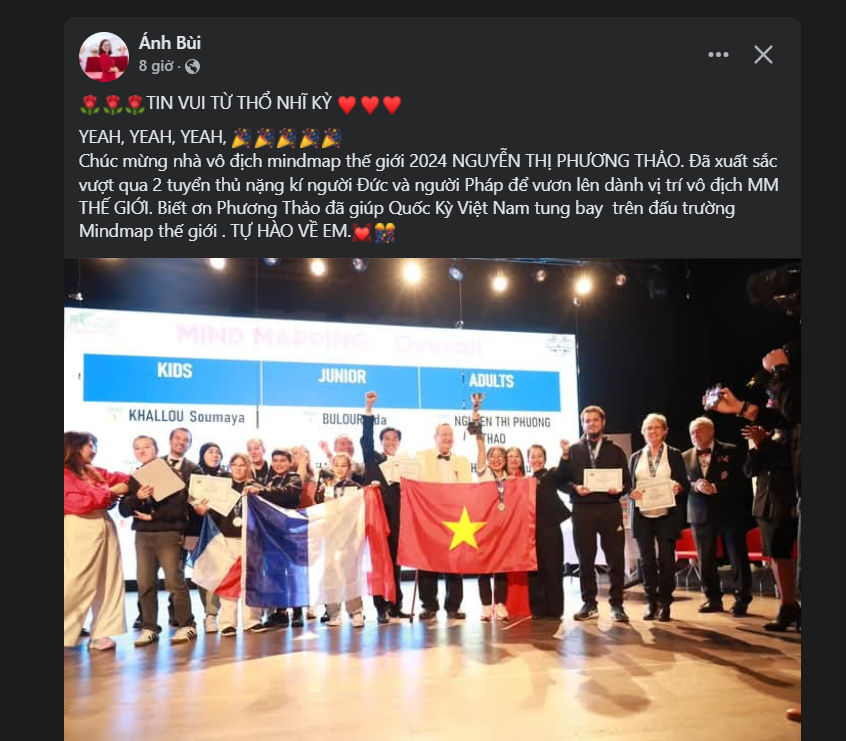 Ánh Bùi
8 giờ ·
🌹🌹🌹TIN VUI TỪ THỔ NHĨ KỲ ❤️❤️❤️
YEAH, YEAH, YEAH, 🎉🎉🎉🎉🎉
Chúc mừng nhà vô địch mindmap thế giới 2024 NGUYỄN THỊ PHƯƠNG THẢO. Đã xuất sắc
vượt qua 2 tuyển thủ nặng kí người Đức và người Pháp để vươn lên dành vị trí vô địch MM
THẾ GIỚI. Biết ơn Phương Thảo đã giúp Quốc Kỳ Việt Nam tung bay trên đấu trường
Mindmap thế giới . TỰ HÀO VỀ EM.💓🎊
MIND MAPPING - Overall
KIDS
JUNIOR
ADULTS
KHALLOU Soumaya
NGUYEN THI PHUONG
THAO